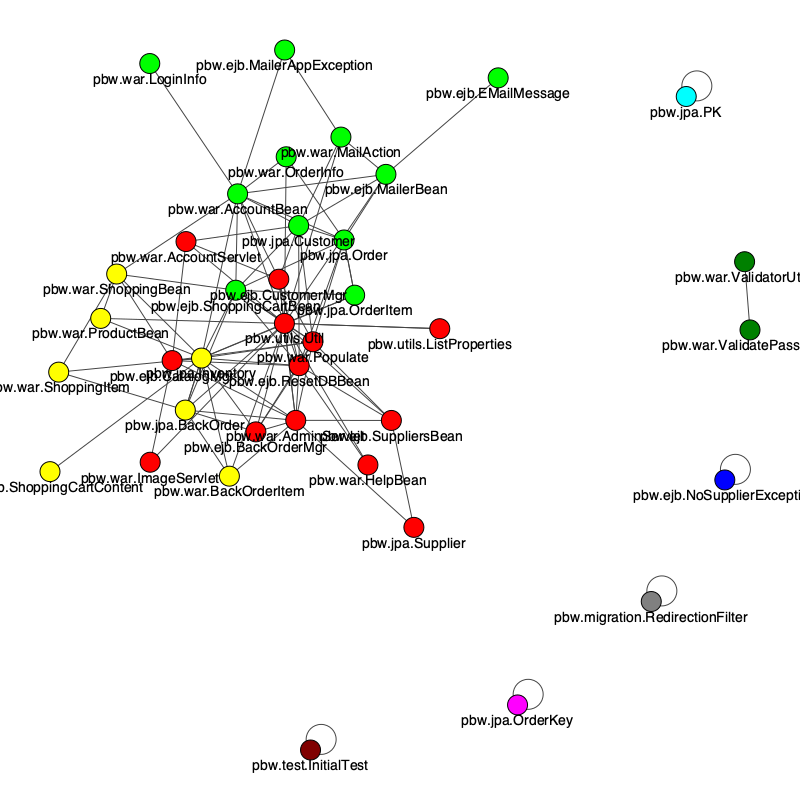 pbw.ejb.MailerAppException
pbw.war.LoginInfo
pbw.ejb.EMailMessage
pbw.jpa.PK
pbw.war.MailAction
pbw.war.OrderInfo
pbw.ejb.MailerBean
pbw.war.AccountBean
pbw.jpa.Customer
pbw.jpa.Order
pbw.war.AccountServlet
pbw.war.ValidatorUt
pbw.war.ShoppingBean
pbw.ejb.CustomerMgr
pbw.ejb.ShoppingCartBean
pbw.jpa.OrderItem
pbw.war.ProductBean
pbw.utils.Util
pbw.utils.ListProperties
pbw.war.ValidatePass
pbw.war.Populate
pbw.ejb.CatalogMgr
pbw.jpa.Inventory
pbw.ejb.ResetDBBean
w.war.ShoppingItem
pbw.jpa.BackOrder
pbw.war.AdminServlet
pbw.ejb.SuppliersBean
pbw.ejb.BackOrderMgr
pbw.war.ImageServlet
pbw.war.HelpBean
b.ShoppingCartContent
pbw.war.BackOrderItem
pbw.ejb.NoSupplierExcepti
pbw.jpa.Supplier
pbw.migration.RedirectionFilter
pbw.jpa.OrderKey
pbw.test.InitialTest